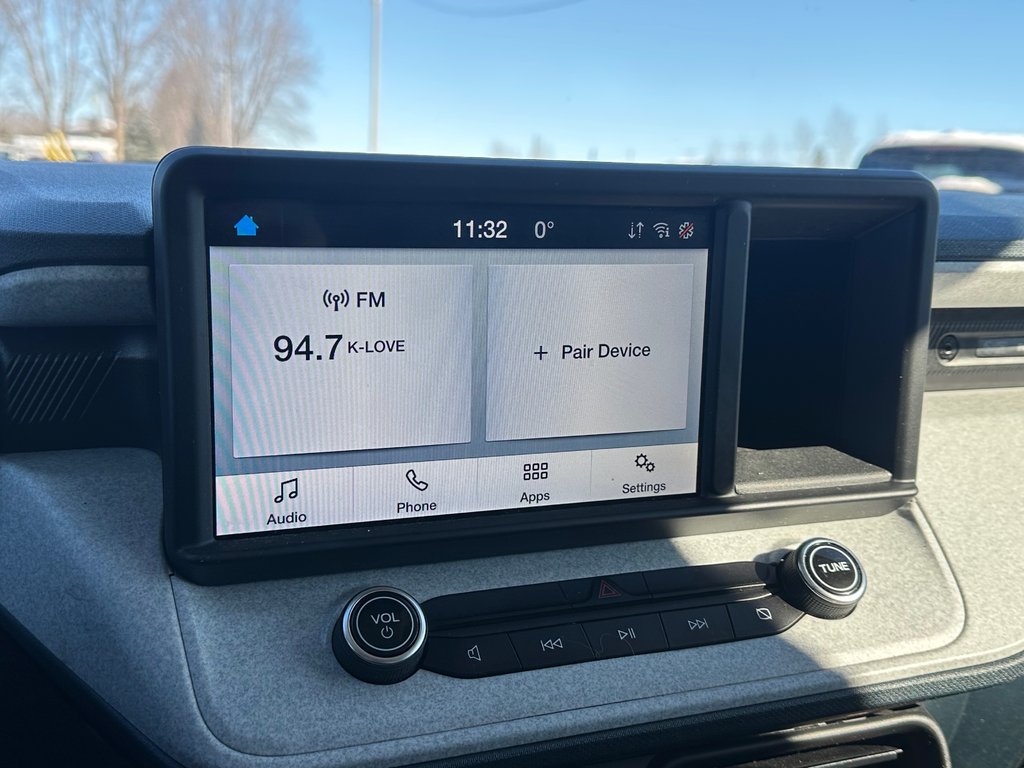 11:32 0°
FM
94.7 K-LOVE
+ Pair Device
Audio
Phone
Apps
Settings
VOL
TUNE